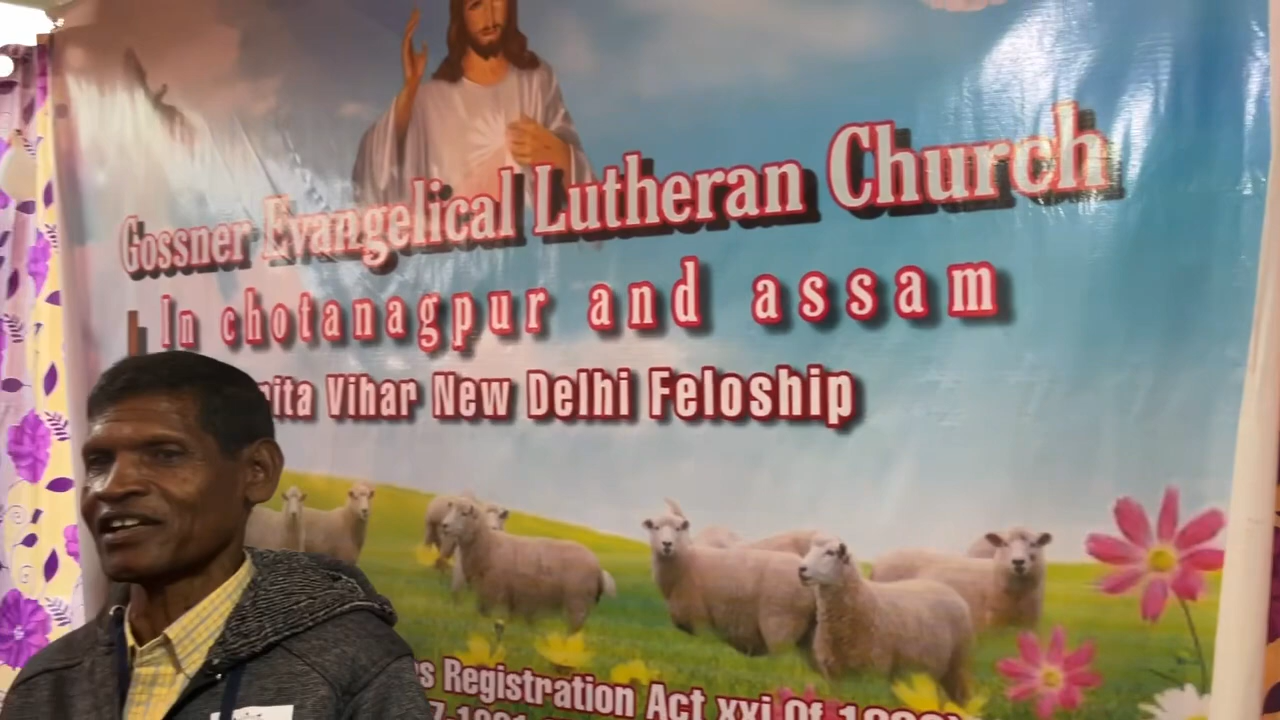 Gossner Evangelical Lutheran Church
In chotanagpur and assam
Vihar New Delhi Feloship
Registration Act xxi Of